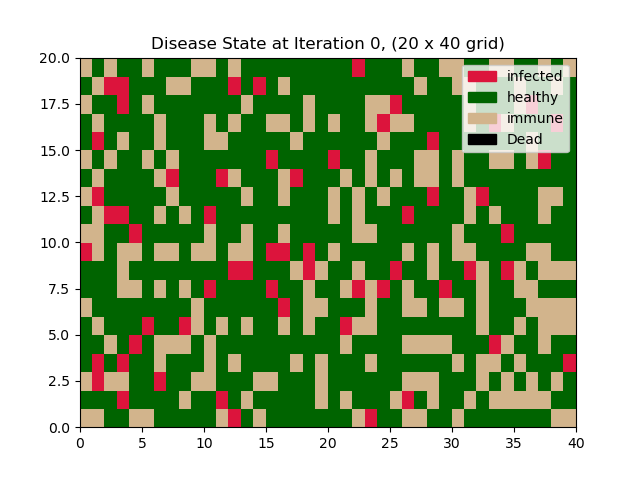 Disease State at Iteration 0, (20 x 40 grid)
20.0
17.5
15.0
12.5
10.0
7.5
5.0
2.5
0.0
0 5 10 15 20 25 30 35 40
infected
healthy
immune
Dead